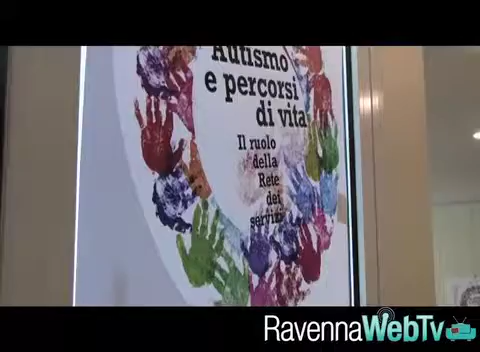 Autismo
e percorsi
di vita
Il ruolo
della
Rete
dei
servizi
RavennaWebTv